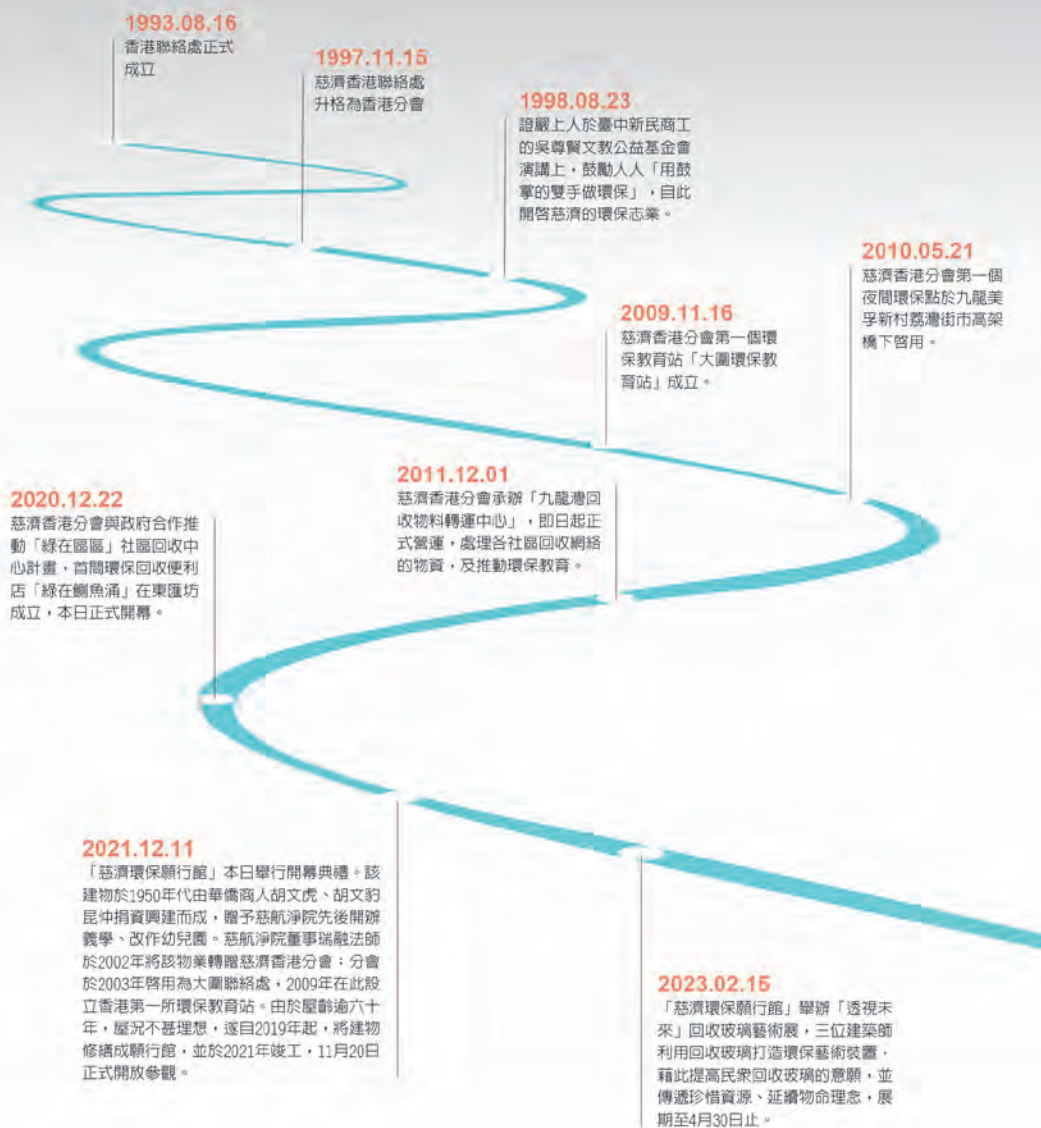 1993.08.16
香港聯絡處正式
成立
1997.11.15
慈濟香港聯絡處
升格為香港分會
1998.08.23
證嚴上人於臺中新民商工
的吳尊賢文教公益基金會
演講上，鼓勵人人「用鼓
掌的雙手做環保」，自此
開啓慈濟的環保志業。
2009.11.16
慈濟香港分會第一個環
保教育站「大圍環保教
育站」成立。
2010.05.21
慈濟香港分會第一個
夜間環保點於九龍美
孚新村荔灣街市高架
橋下啓用。
2011.12.01
慈濟香港分會承辦「九龍灣回
收物料轉運中心」，即日起正
式營運，處理各社區回收網絡
的物資，及推動環保教育。
2020.12.22
慈濟香港分會與政府合作推
動「綠在區區」社區回收中
心計畫，首間環保回收便利
店「綠在鰂魚涌」在東匯坊
成立，本日正式開幕。
2021.12.11
「慈濟環保願行館」本日舉行開幕典禮。該
建物於1950年代由華僑商人胡文虎、胡文豹
昆仲捐資興建而成，贈予慈航淨院先後開辦
義學、改作幼兒園。慈航淨院董事瑞融法師
於2002年將該物業轉贈慈濟香港分會；分會
於2003年啓用為大圍聯絡處，2009年在此設
立香港第一所環保教育站。由於屋齡逾六十
年，屋況不甚理想，遂自2019年起，將建物
修繕成願行館，並於2021年竣工，11月20日
正式開放參觀。
2023.02.15
「慈濟環保願行館」舉辦「透視未
來」回收玻璃藝術展，三位建築師
利用回收玻璃打造環保藝術裝置，
藉此提高民眾回收玻璃的意願，並
傳遞珍惜資源、延續物命理念，展
期至4月30日止。